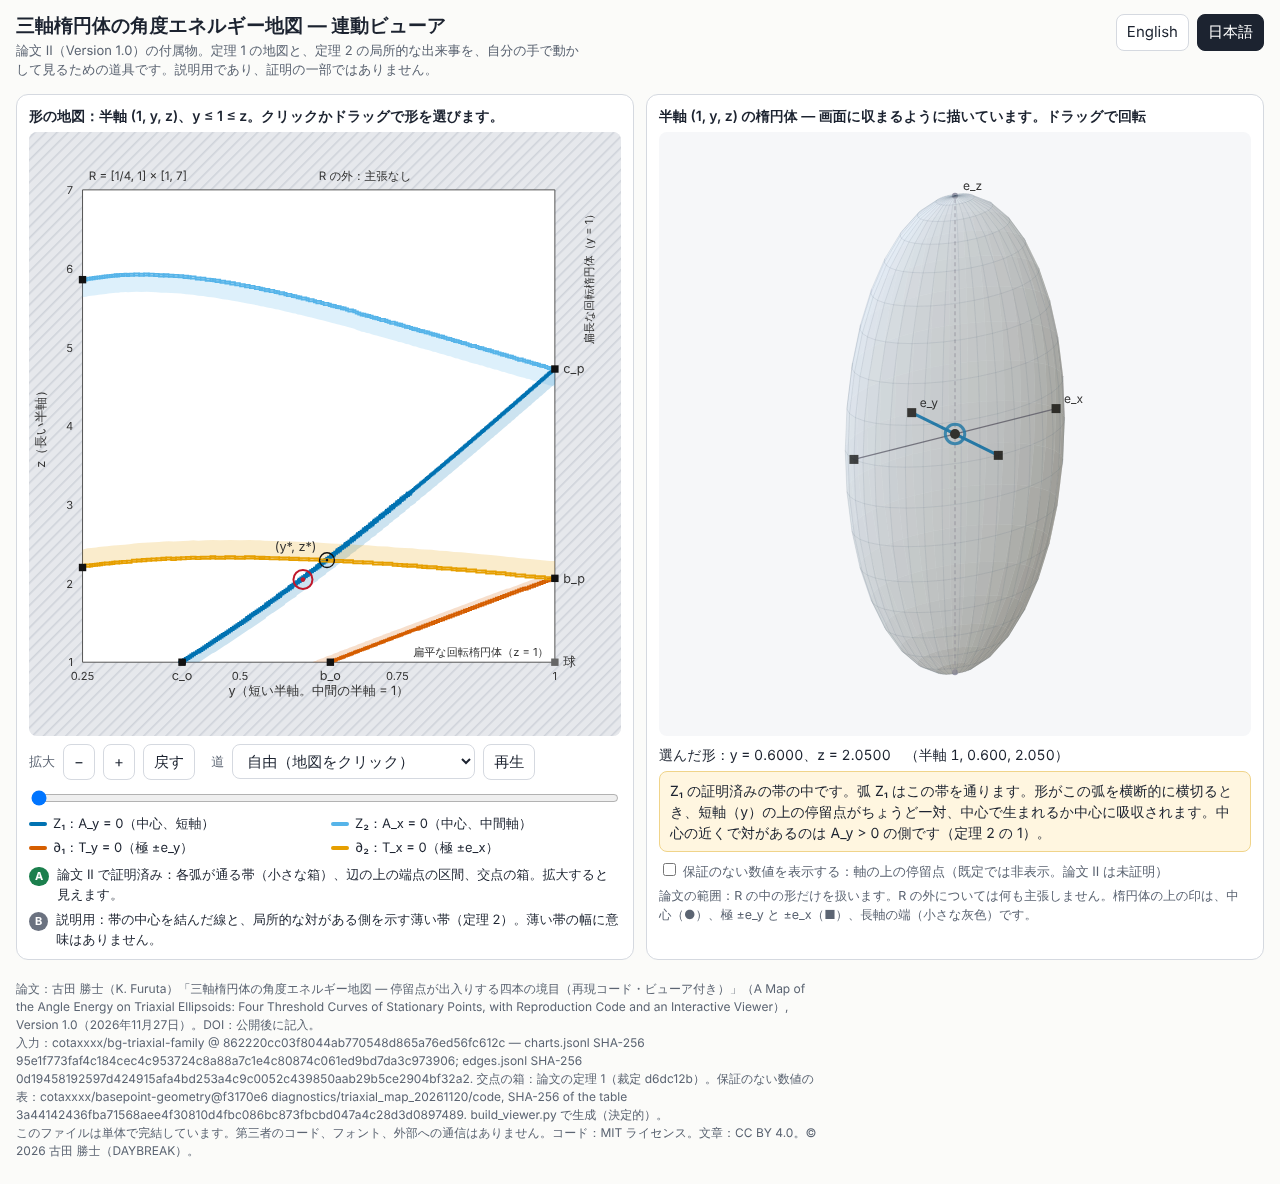 三軸楕円体の角度エネルギー地図 — 連動ビューア
論文 II（Version 1.0）の付属物。定理 1 の地図と、定理 2 の局所的な出来事を、自分の手で動か
して見るための道具です。説明用であり、証明の一部ではありません。
English
日本語
形の地図：半軸 (1, y, z)、y ≤ 1 ≤ z。クリックかドラッグで形を選びます。
R = [1/4, 1] × [1, 7]
R の外：主張なし
7
6
5
4
3
2
1
z（長い半軸）
扁長な回転楕円体（y = 1）
c_p
(y*, z*)
b_p
扁平な回転楕円体（z = 1）
球
0.25
c_o
0.5
b_o
0.75
1
y（短い半軸。中間の半軸 = 1）
拡大
−
+
戻す
道
自由（地図をクリック）
再生
Z₁：A_y = 0（中心、短軸）
Z₂：A_x = 0（中心、中間軸）
∂₁：T_y = 0（極 ±e_y）
∂₂：T_x = 0（極 ±e_x）
A
論文 II で証明済み：各弧が通る帯（小さな箱）、辺の上の端点の区間、交点の箱。拡大すると
見えます。
B
説明用：帯の中心を結んだ線と、局所的な対がある側を示す薄い帯（定理 2）。薄い帯の幅に意
味はありません。
半軸 (1, y, z) の楕円体 — 画面に収まるように描いています。ドラッグで回転
e_z
e_y
e_x
選んだ形：y = 0.6000、z = 2.0500　（半軸 1, 0.600, 2.050）
Z₁ の証明済みの帯の中です。弧 Z₁ はこの帯を通ります。形がこの弧を横断的に横切ると
き、短軸（y）の上の停留点がちょうど一対、中心で生まれるか中心に吸収されます。中
心の近くで対があるのは A_y > 0 の側です（定理 2 の 1）。
保証のない数値を表示する：軸の上の停留点（既定では非表示。論文 II は未証明）
論文の範囲：R の中の形だけを扱います。R の外については何も主張しません。楕円体の上の印は、中
心（●）、極 ±e_y と ±e_x（■）、長軸の端（小さな灰色）です。
論文：古田 勝士（K. Furuta）「三軸楕円体の角度エネルギー地図 — 停留点が出入りする四本の境目（再現コード・ビューア付き）」（A Map of
the Angle Energy on Triaxial Ellipsoids: Four Threshold Curves of Stationary Points, with Reproduction Code and an Interactive Viewer）,
Version 1.0（2026年11月27日）。DOI：公開後に記入。
入力：cotaxxxx/bg-triaxial-family @ 862220cc03f8044ab770548d865a76ed56fc612c — charts.jsonl SHA-256
95e1f773faf4c184cec4c953724c8a88a7c1e4c80874c061ed9bd7da3c973906; edges.jsonl SHA-256
0d19458192597d424915afa4bd253a4c9c0052c439850aab29b5ce2904bf32a2. 交点の箱：論文の定理 1（裁定 d6dc12b）。保証のない数値の
表：cotaxxxx/basepoint-geometry@f3170e6 diagnostics/triaxial_map_20261120/code, SHA-256 of the table
3a44142436fba71568aee4f30810d4fbc086bc873fbcbd047a4c28d3d0897489. build_viewer.py で生成（決定的）。
このファイルは単体で完結しています。第三者のコード、フォント、外部への通信はありません。コード：MIT ライセンス。文章：CC BY 4.0。©
2026 古田 勝士（DAYBREAK）。